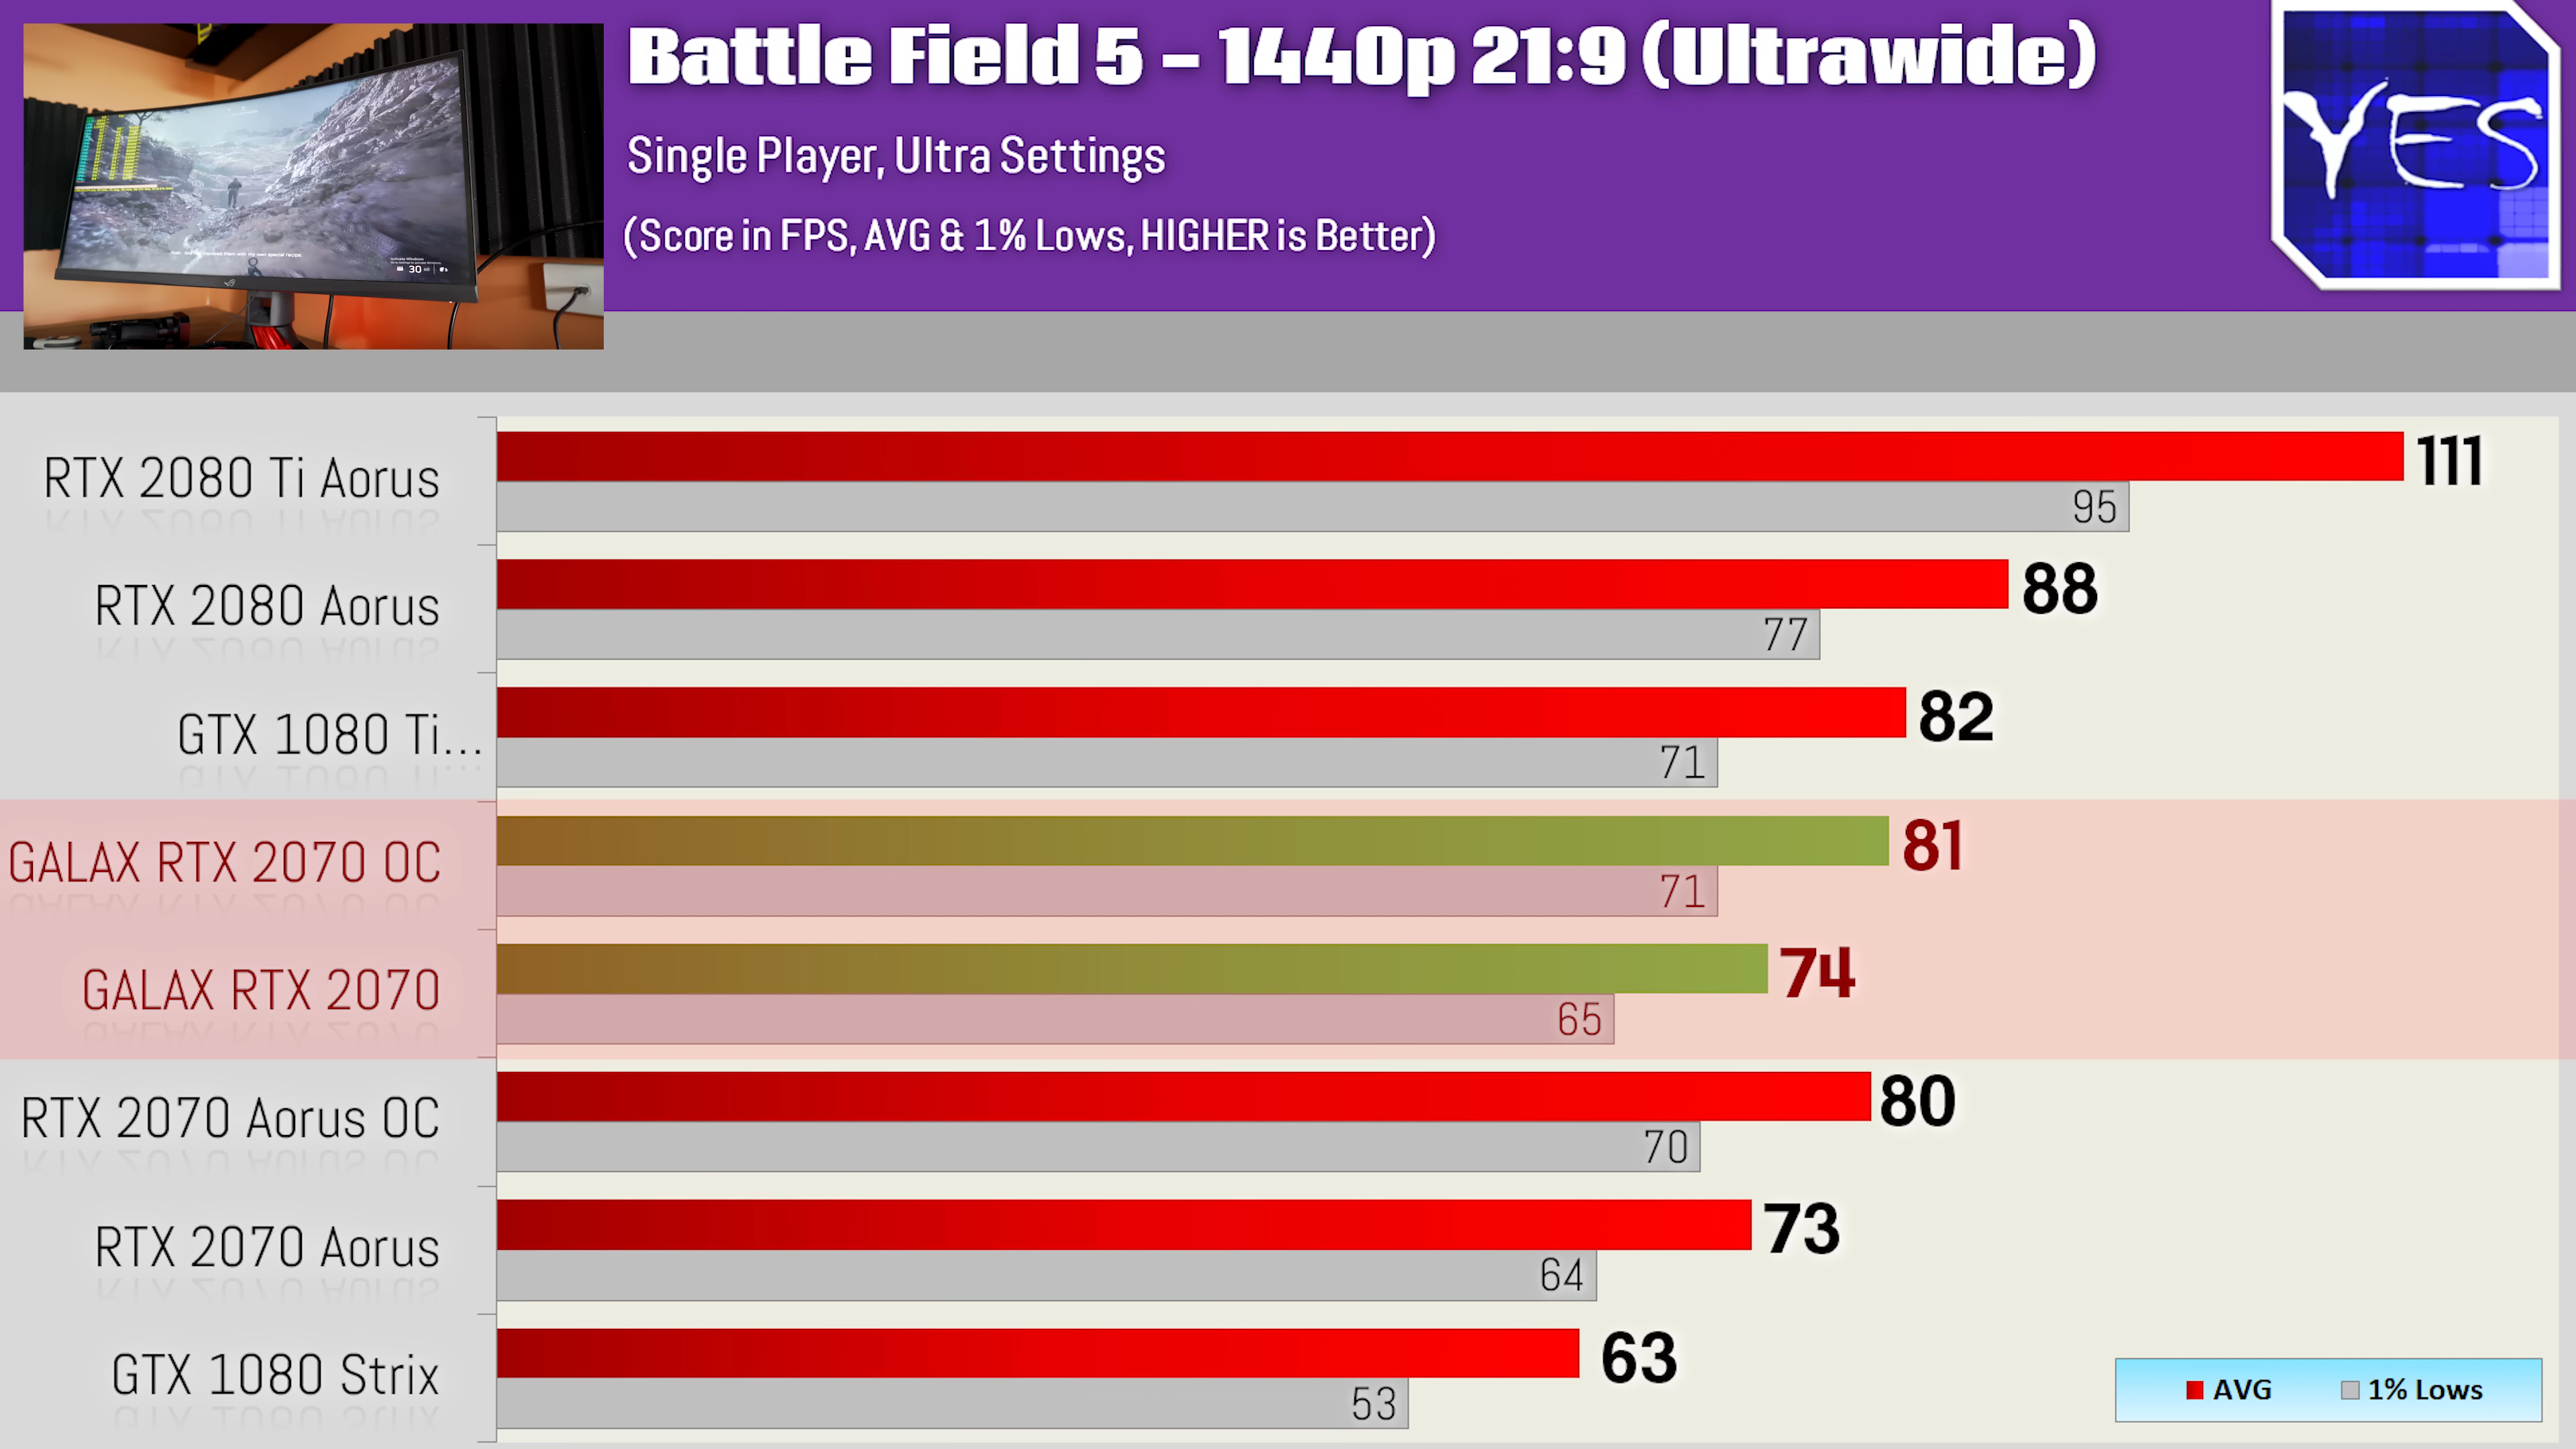 Battle Field 5 – 1440p 21:9 (Ultrawide)
Single Player, Ultra Settings
(Score in FPS, AVG & 1% Lows, HIGHER is Better)
YES
30
RTX 2080 Ti Aorus
111
95
RTX 2080 Aorus
88
77
GTX 1080 Ti...
82
71
GALAX RTX 2070 OC
81
71
GALAX RTX 2070
74
65
RTX 2070 Aorus OC
80
70
RTX 2070 Aorus
73
64
GTX 1080 Strix
63
53
AVG 1% Lows